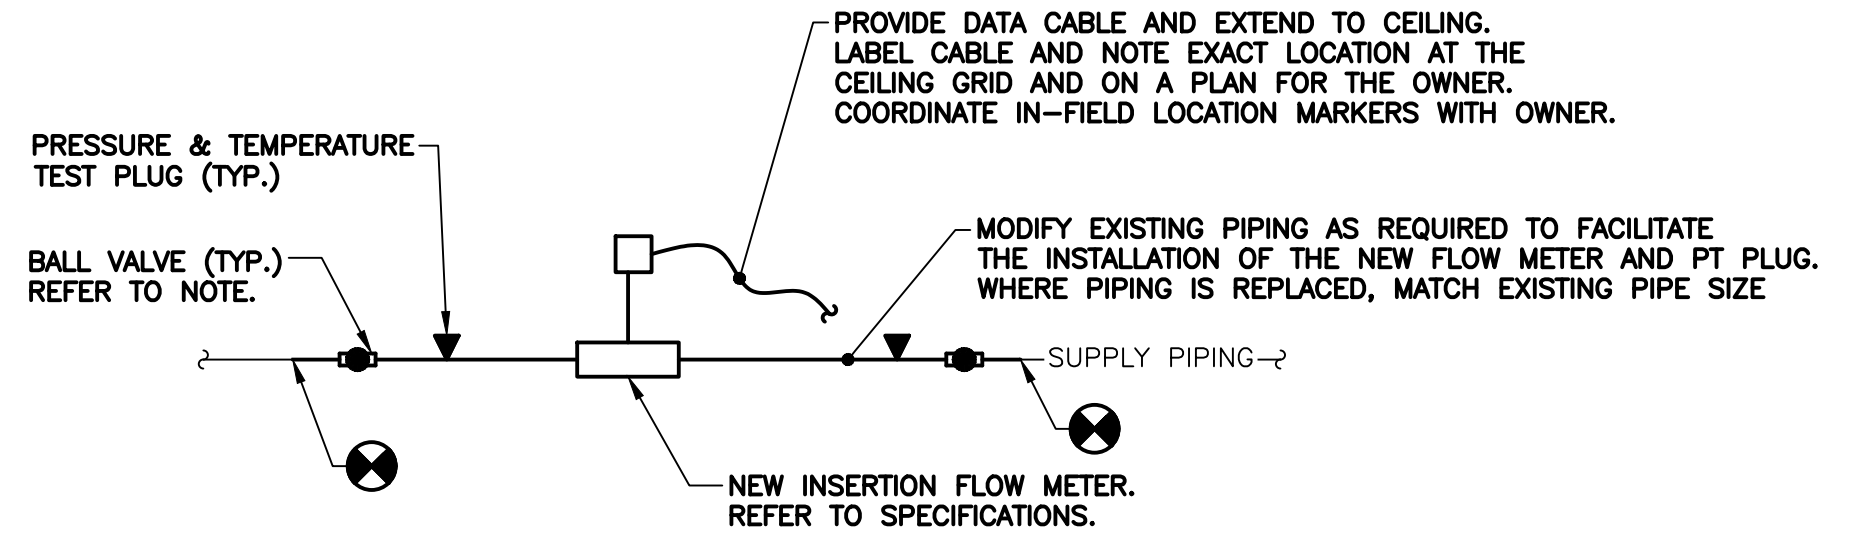 PROVIDE DATA CABLE AND EXTEND TO CEILING.
LABEL CABLE AND NOTE EXACT LOCATION AT THE
CEILING GRID AND ON A PLAN FOR THE OWNER.
COORDINATE IN-FIELD LOCATION MARKERS WITH OWNER.
PRESSURE & TEMPERATURE
TEST PLUG (TYP.)
BALL VALVE (TYP.)
REFER TO NOTE.
MODIFY EXISTING PIPING AS REQUIRED TO FACILITATE
THE INSTALLATION OF THE NEW FLOW METER AND PT PLUG.
WHERE PIPING IS REPLACED, MATCH EXISTING PIPE SIZE
SUPPLY PIPING
NEW INSERTION FLOW METER.
REFER TO SPECIFICATIONS.